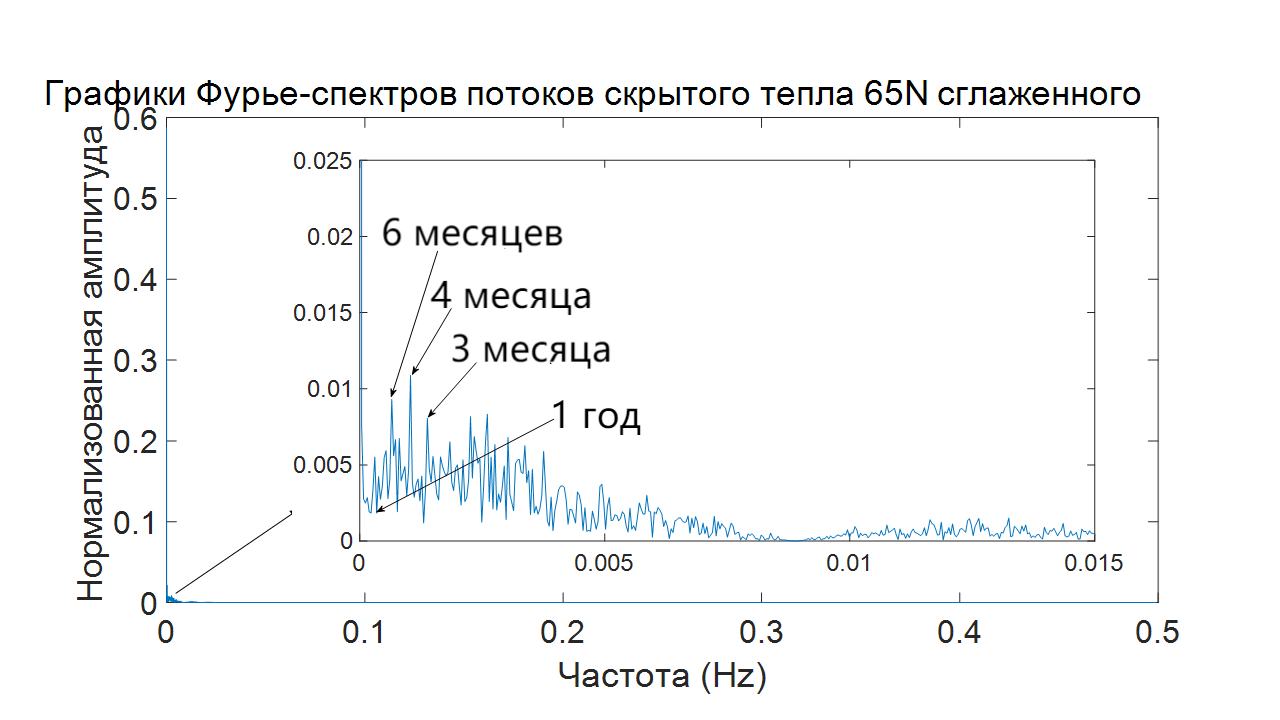 Графики Фурье-спектров потоков скрытого тепла 65N сглаженного
Нормализованная амплитуда
0.6
0.5
0.4
0.3
0.2
0.1
0
0.025
0.02
0.015
0.01
0.005
0
6 месяцев
4 месяца
3 месяца
1 год
0 0.005 0.01 0.015
0 0.1 0.2 0.3 0.4 0.5
Частота (Hz)